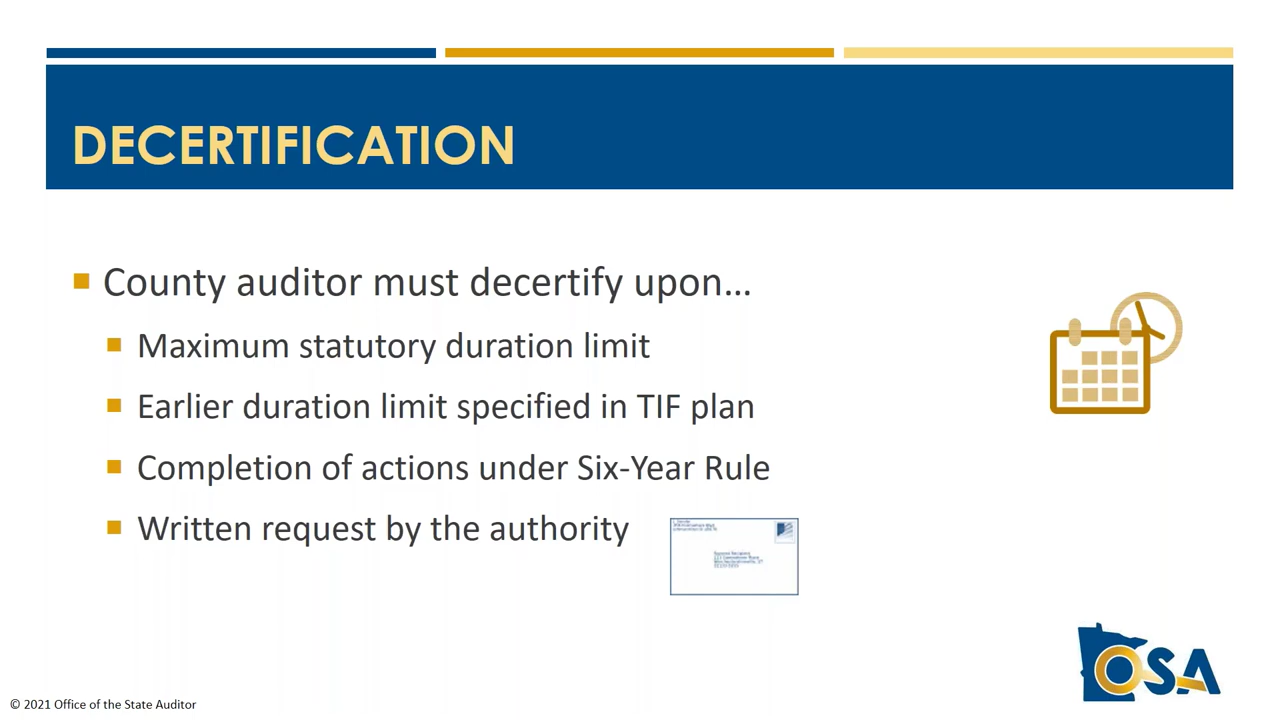 DECERTIFICATION
County auditor must decertify upon…
Maximum statutory duration limit
Earlier duration limit specified in TIF plan
Completion of actions under Six-Year Rule
Written request by the authority
OSA
© 2021 Office of the State Auditor